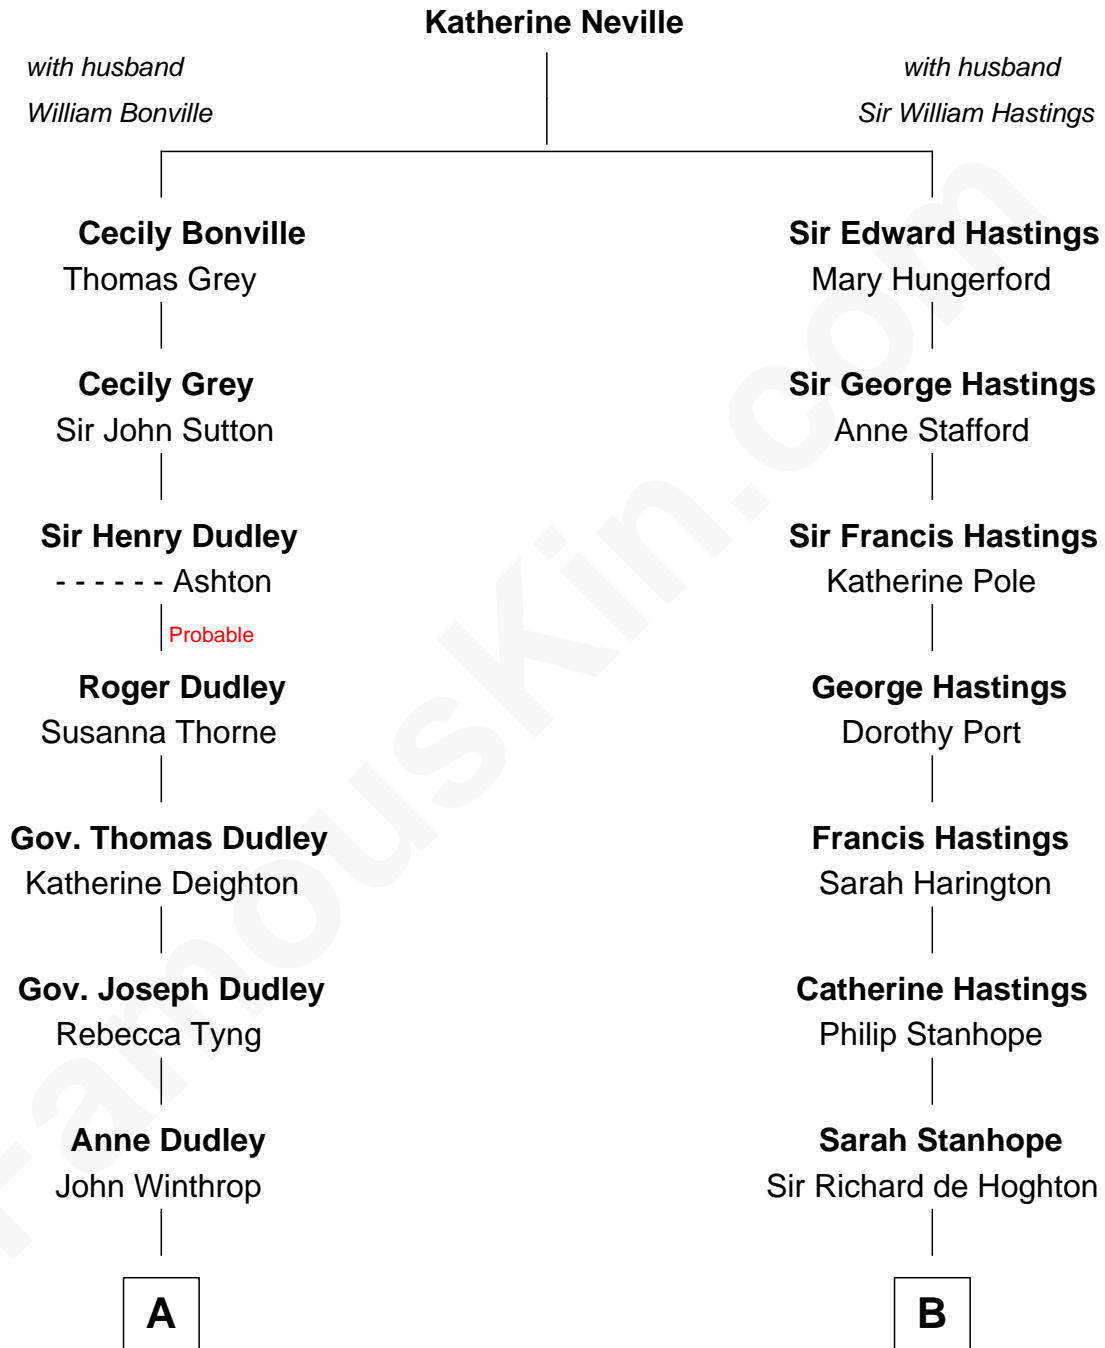 Katherine Neville
with husband
William Bonville
with husband
Sir William Hastings
Cecily Bonville
Thomas Grey
Sir Edward Hastings
Mary Hungerford
Cecily Grey
Sir John Sutton
Sir George Hastings
Anne Stafford
Sir Henry Dudley
- - - - - - Ashton
Sir Francis Hastings
Katherine Pole
Probable
Roger Dudley
Susanna Thorne
George Hastings
Dorothy Port
Gov. Thomas Dudley
Katherine Deighton
Francis Hastings
Sarah Harington
Gov. Joseph Dudley
Rebecca Tyng
Catherine Hastings
Philip Stanhope
Anne Dudley
John Winthrop
Sarah Stanhope
Sir Richard de Hoghton
A
B
FamousKin.com